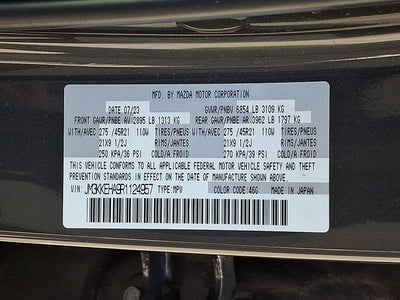 MFD. BY MAZDA MOTOR CORPORATION
DATE 07/23 GVWR/PNBV 6854 LB 3109 KG
FRONT GAWR/PNBE AV 2895 LB 1313 KG REAR GAWR/PNBE AR 3962 LB 1797 KG
WITH/AVEC 275 /45R21 110W TIRES/PNEUS WITH/AVEC 275 /45R21 110W TIRES/PNEUS
21X9 1/2J RIMS/JANTES 21X9 1/2J RIMS/JANTES
250 KPA/36 PSI COLD/A FROID 270 KPA/39 PSI COLD/A FROID
THIS VEHICLE CONFORMS TO ALL APPLICABLE FEDERAL MOTOR VEHICLE SAFETY AND THEFT
PREVENTION STANDARDS IN EFFECT ON THE DATE OF MANUFACTURE SHOWN ABOVE.
VIN: JM3KKEHA9R1124957 TYPE: MPV COLOR CODE: 46G MADE IN JAPAN